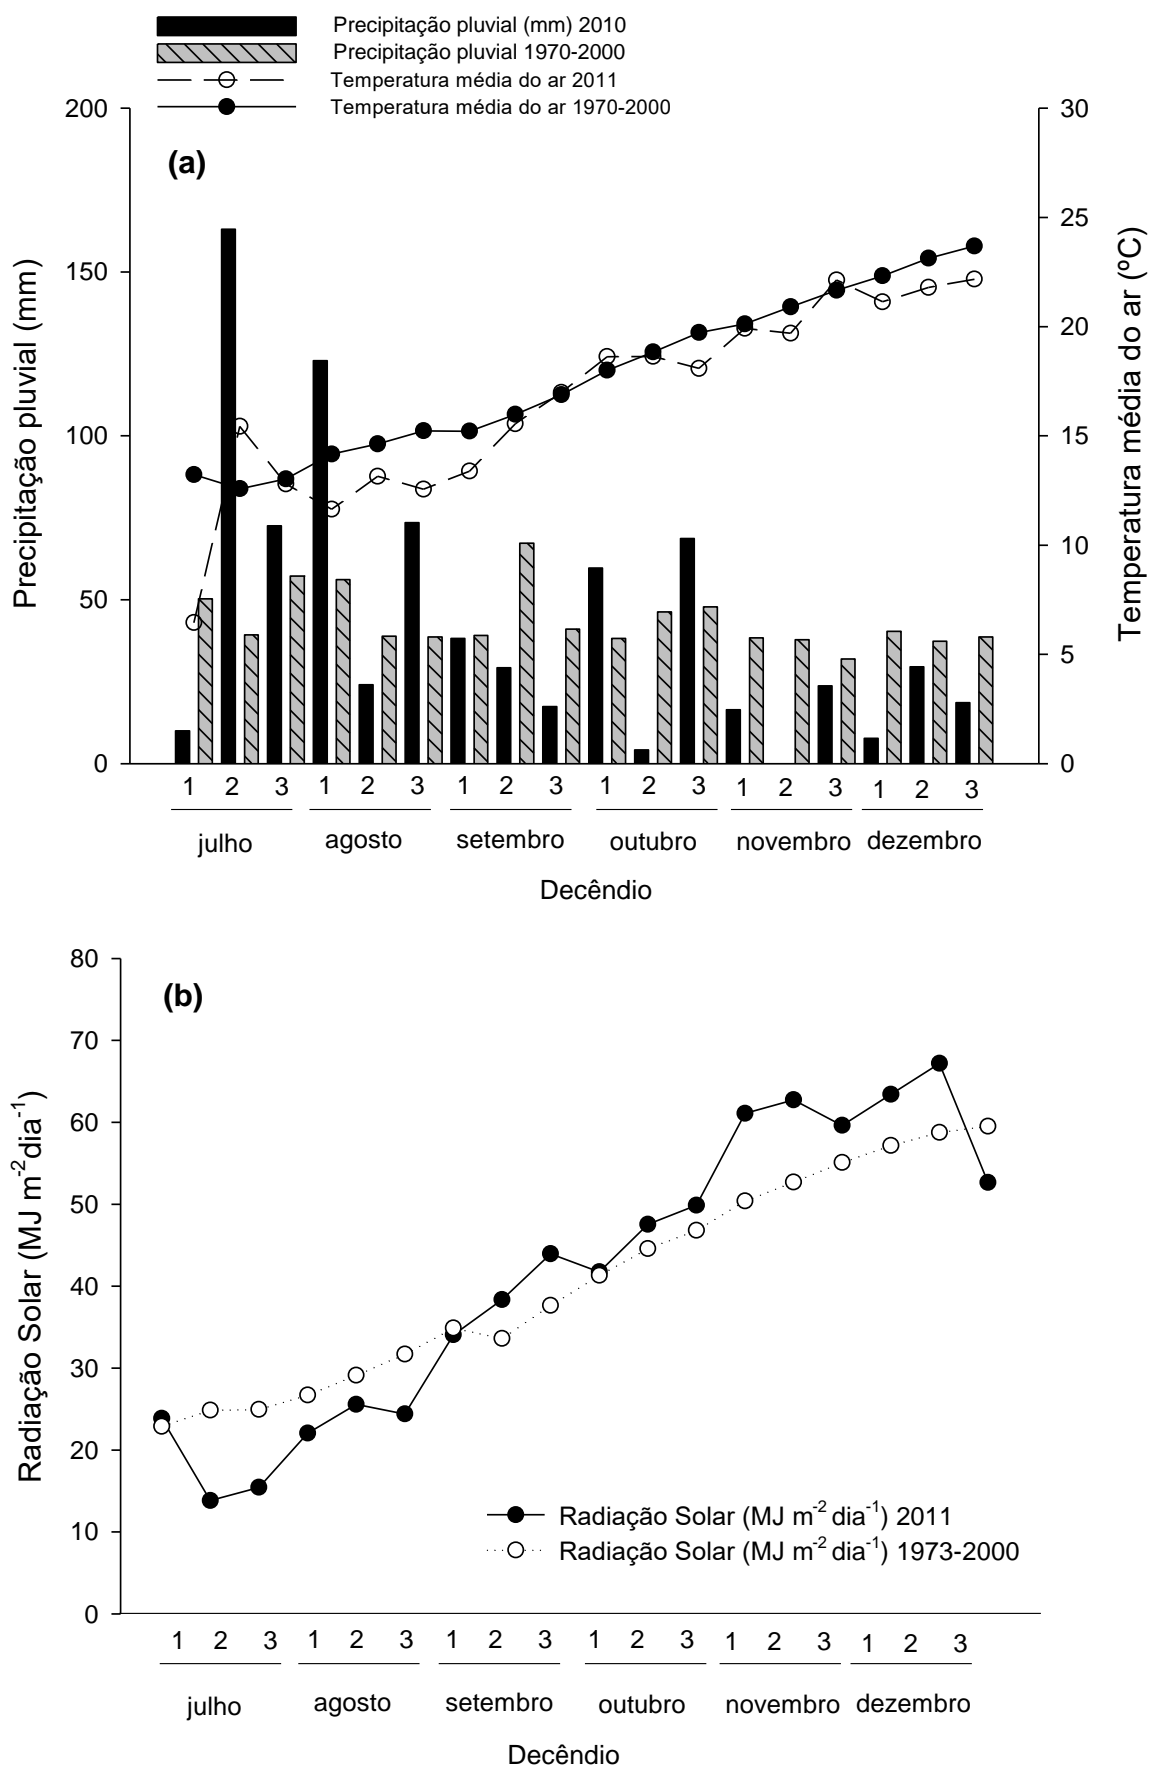 Precipitação pluvial (mm) 2010
Precipitação pluvial 1970-2000
Temperatura média do ar 2011
Temperatura média do ar 1970-2000
(a)
Precipitação pluvial (mm)
200
150
100
50
0
Temperatura média do ar (ºC)
30
25
20
15
10
5
0
1 2 3 1 2 3 1 2 3 1 2 3 1 2 3 1 2 3
julho agosto setembro outubro novembro dezembro
Decêndio
(b)
Radiação Solar (MJ m⁻²dia⁻¹)
80
70
60
50
40
30
20
10
0
Radiação Solar (MJ m⁻² dia⁻¹) 2011
Radiação Solar (MJ m⁻² dia⁻¹) 1973-2000
1 2 3 1 2 3 1 2 3 1 2 3 1 2 3 1 2 3
julho agosto setembro outubro novembro dezembro
Decêndio